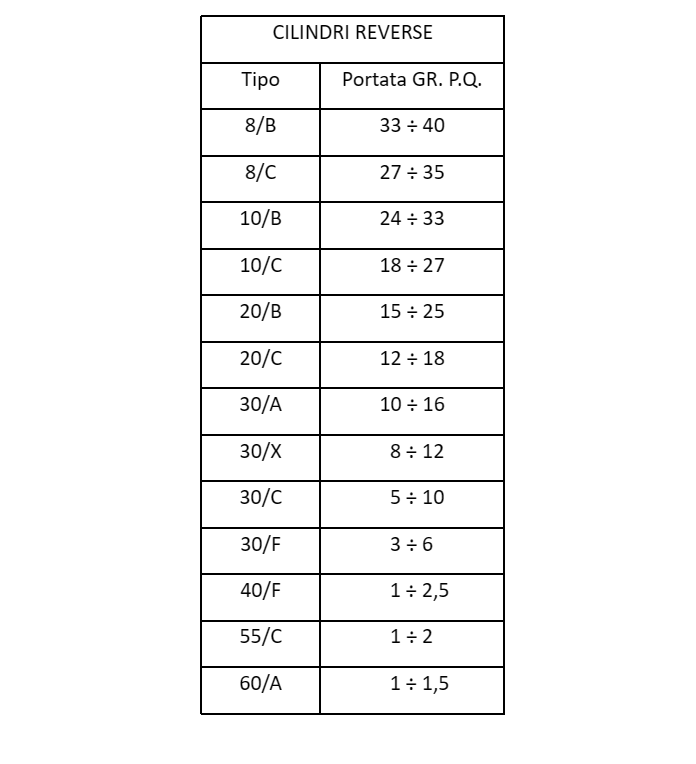 CILINDRI REVERSE
Tipo Portata GR. P.Q.
8/B 33 ÷ 40
8/C 27 ÷ 35
10/B 24 ÷ 33
10/C 18 ÷ 27
20/B 15 ÷ 25
20/C 12 ÷ 18
30/A 10 ÷ 16
30/X 8 ÷ 12
30/C 5 ÷ 10
30/F 3 ÷ 6
40/F 1 ÷ 2,5
55/C 1 ÷ 2
60/A 1 ÷ 1,5